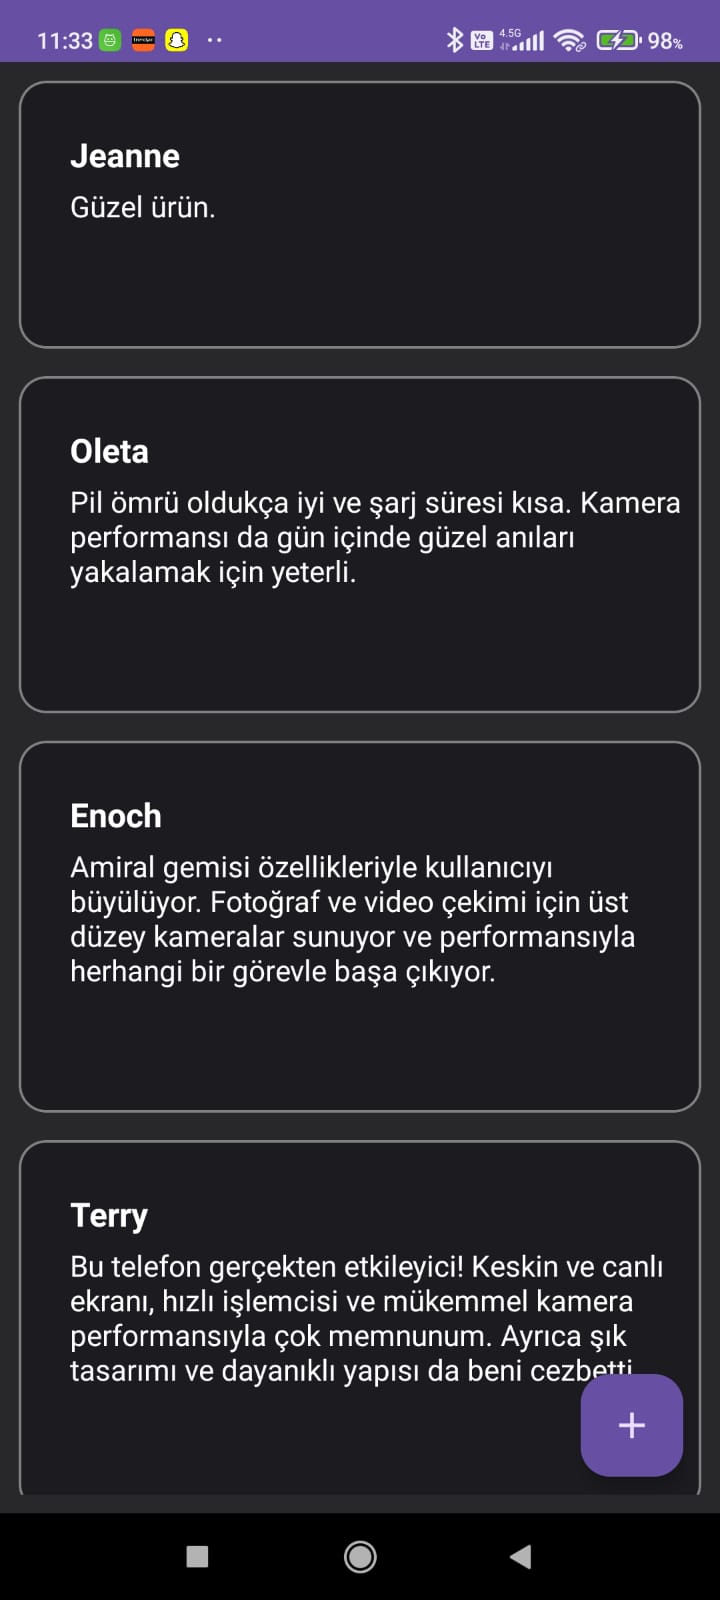 11:33
Vo LTE 4.5G 98%
Jeanne
Güzel ürün.
Oleta
Pil ömrü oldukça iyi ve şarj süresi kısa. Kamera
performansı da gün içinde güzel anıları
yakalamak için yeterli.
Enoch
Amiral gemisi özellikleriyle kullanıcıyı
büyülüyor. Fotoğraf ve video çekimi için üst
düzey kameralar sunuyor ve performansıyla
herhangi bir görevle başa çıkıyor.
Terry
Bu telefon gerçekten etkileyici! Keskin ve canlı
ekranı, hızlı işlemcisi ve mükemmel kamera
performansıyla çok memnunum. Ayrıca şık
tasarımı ve dayanıklı yapısı da beni cezbetti
+